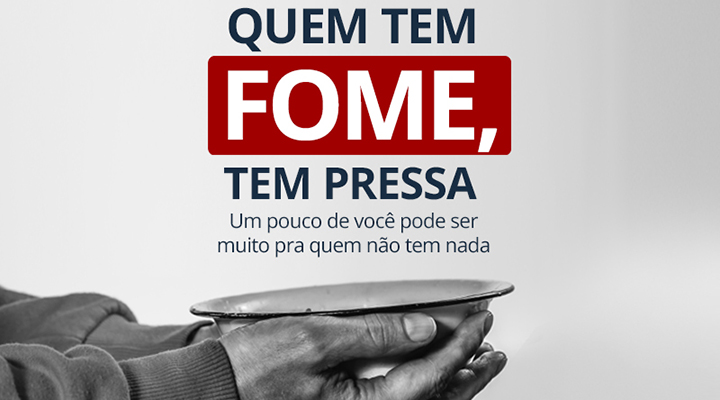 QUEM TEM
FOME,
TEM PRESSA
Um pouco de você pode ser
muito pra quem não tem nada